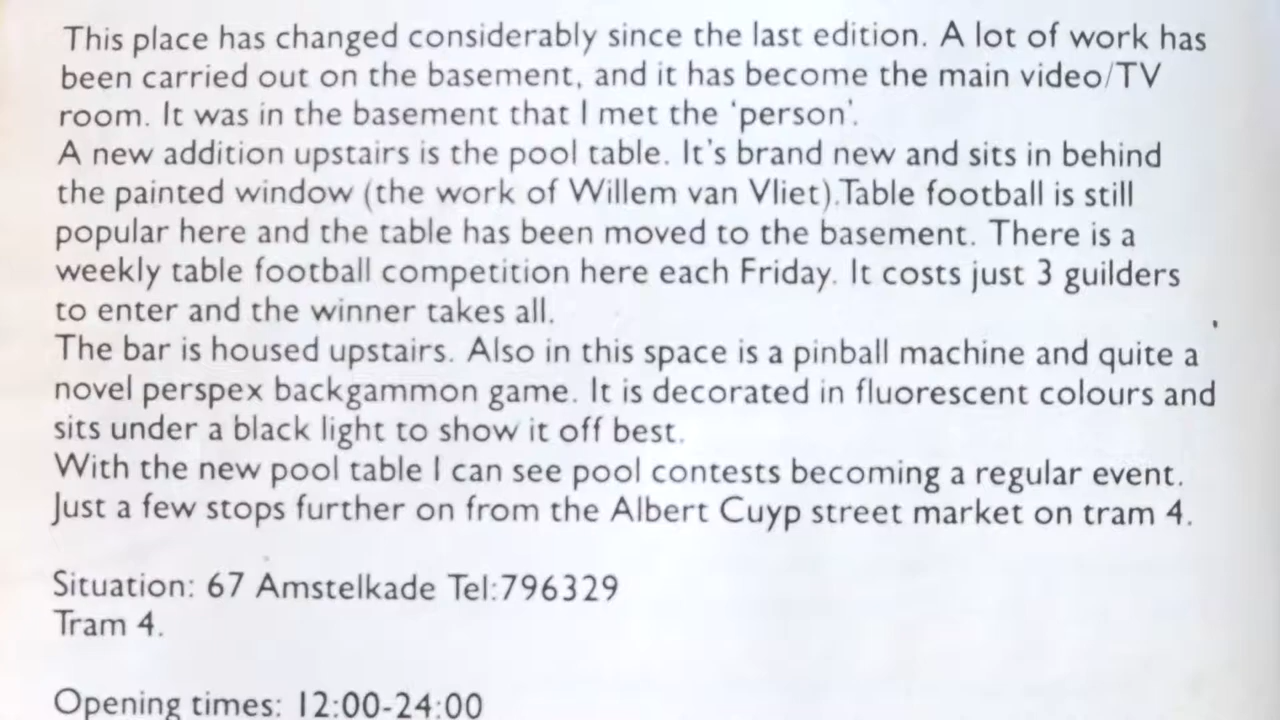 This place has changed considerably since the last edition. A lot of work has
been carried out on the basement, and it has become the main video/TV
room. It was in the basement that I met the ‘person’.
A new addition upstairs is the pool table. It's brand new and sits in behind
the painted window (the work of Willem van Vliet).Table football is still
popular here and the table has been moved to the basement. There is a
weekly table football competition here each Friday. It costs just 3 guilders
to enter and the winner takes all.
The bar is housed upstairs. Also in this space is a pinball machine and quite a
novel perspex backgammon game. It is decorated in fluorescent colours and
sits under a black light to show it off best.
With the new pool table I can see pool contests becoming a regular event.
Just a few stops further on from the Albert Cuyp street market on tram 4.
Situation: 67 Amstelkade Tel:796329
Tram 4.
Opening times: 12:00-24:00